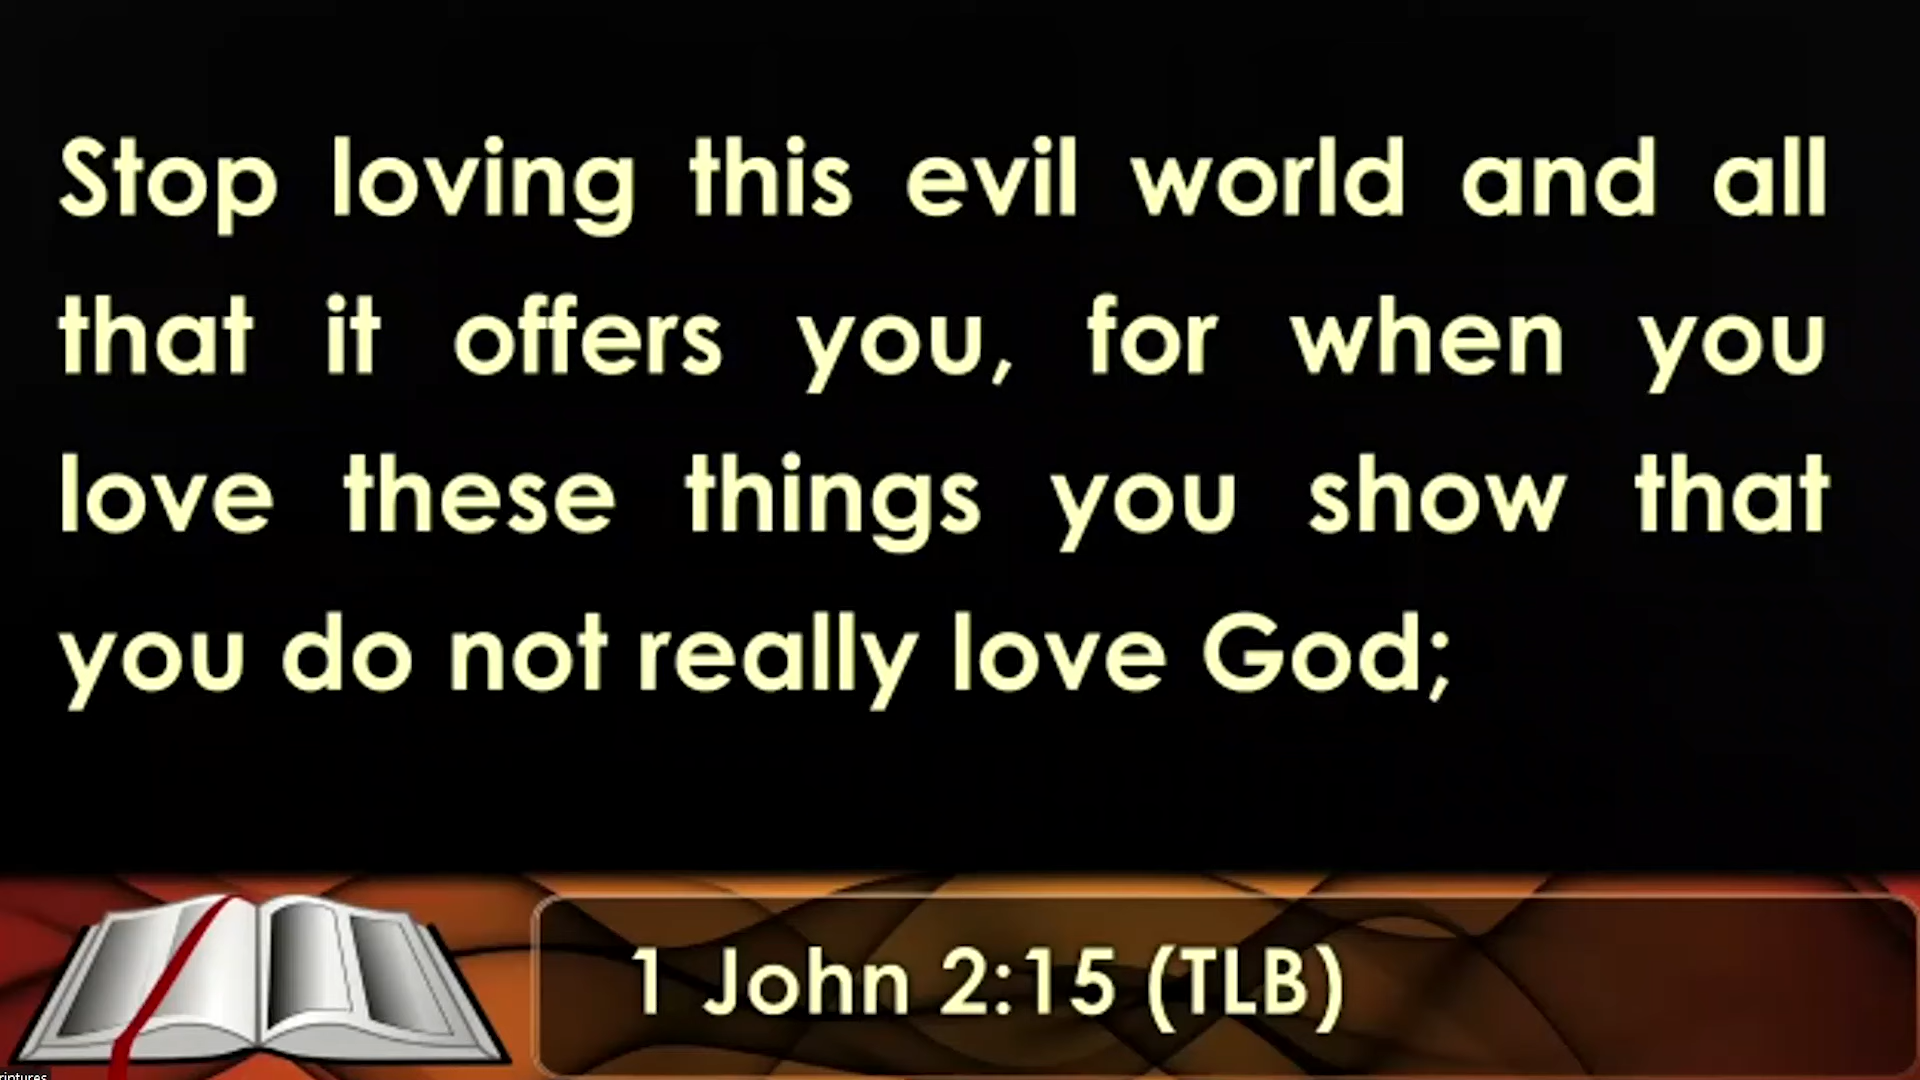 Stop loving this evil world and all
that it offers you, for when you
love these things you show that
you do not really love God;
1 John 2:15 (TLB)
riptures